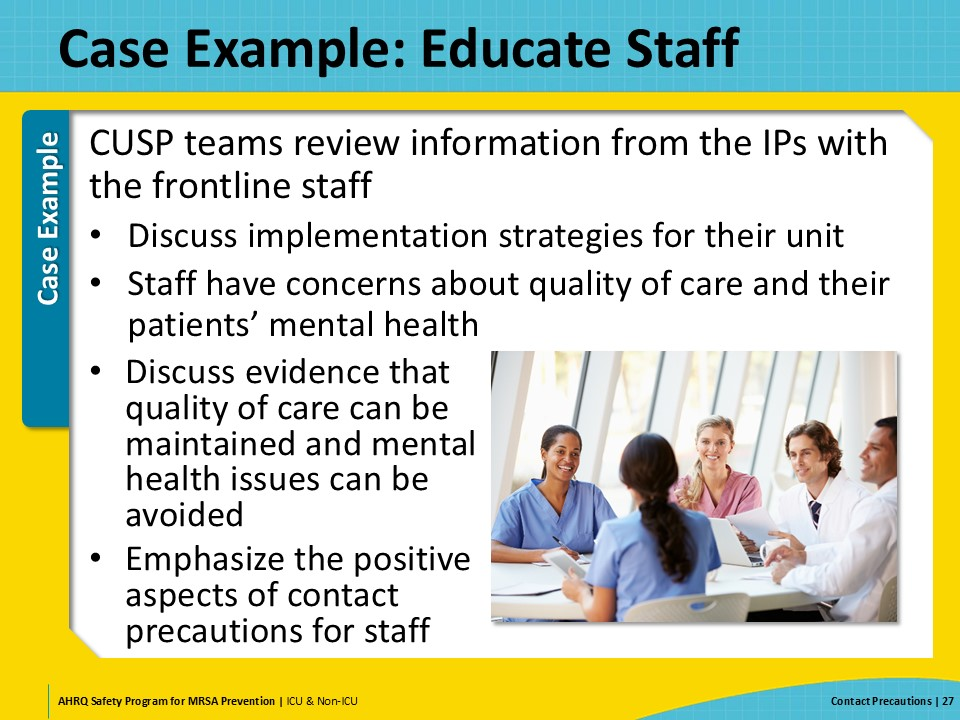 Case Example: Educate Staff
Case Example
CUSP teams review information from the IPs with
the frontline staff
• Discuss implementation strategies for their unit
• Staff have concerns about quality of care and their
patients’ mental health
• Discuss evidence that
quality of care can be
maintained and mental
health issues can be
avoided
• Emphasize the positive
aspects of contact
precautions for staff
AHRQ Safety Program for MRSA Prevention | ICU & Non-ICU
Contact Precautions | 27